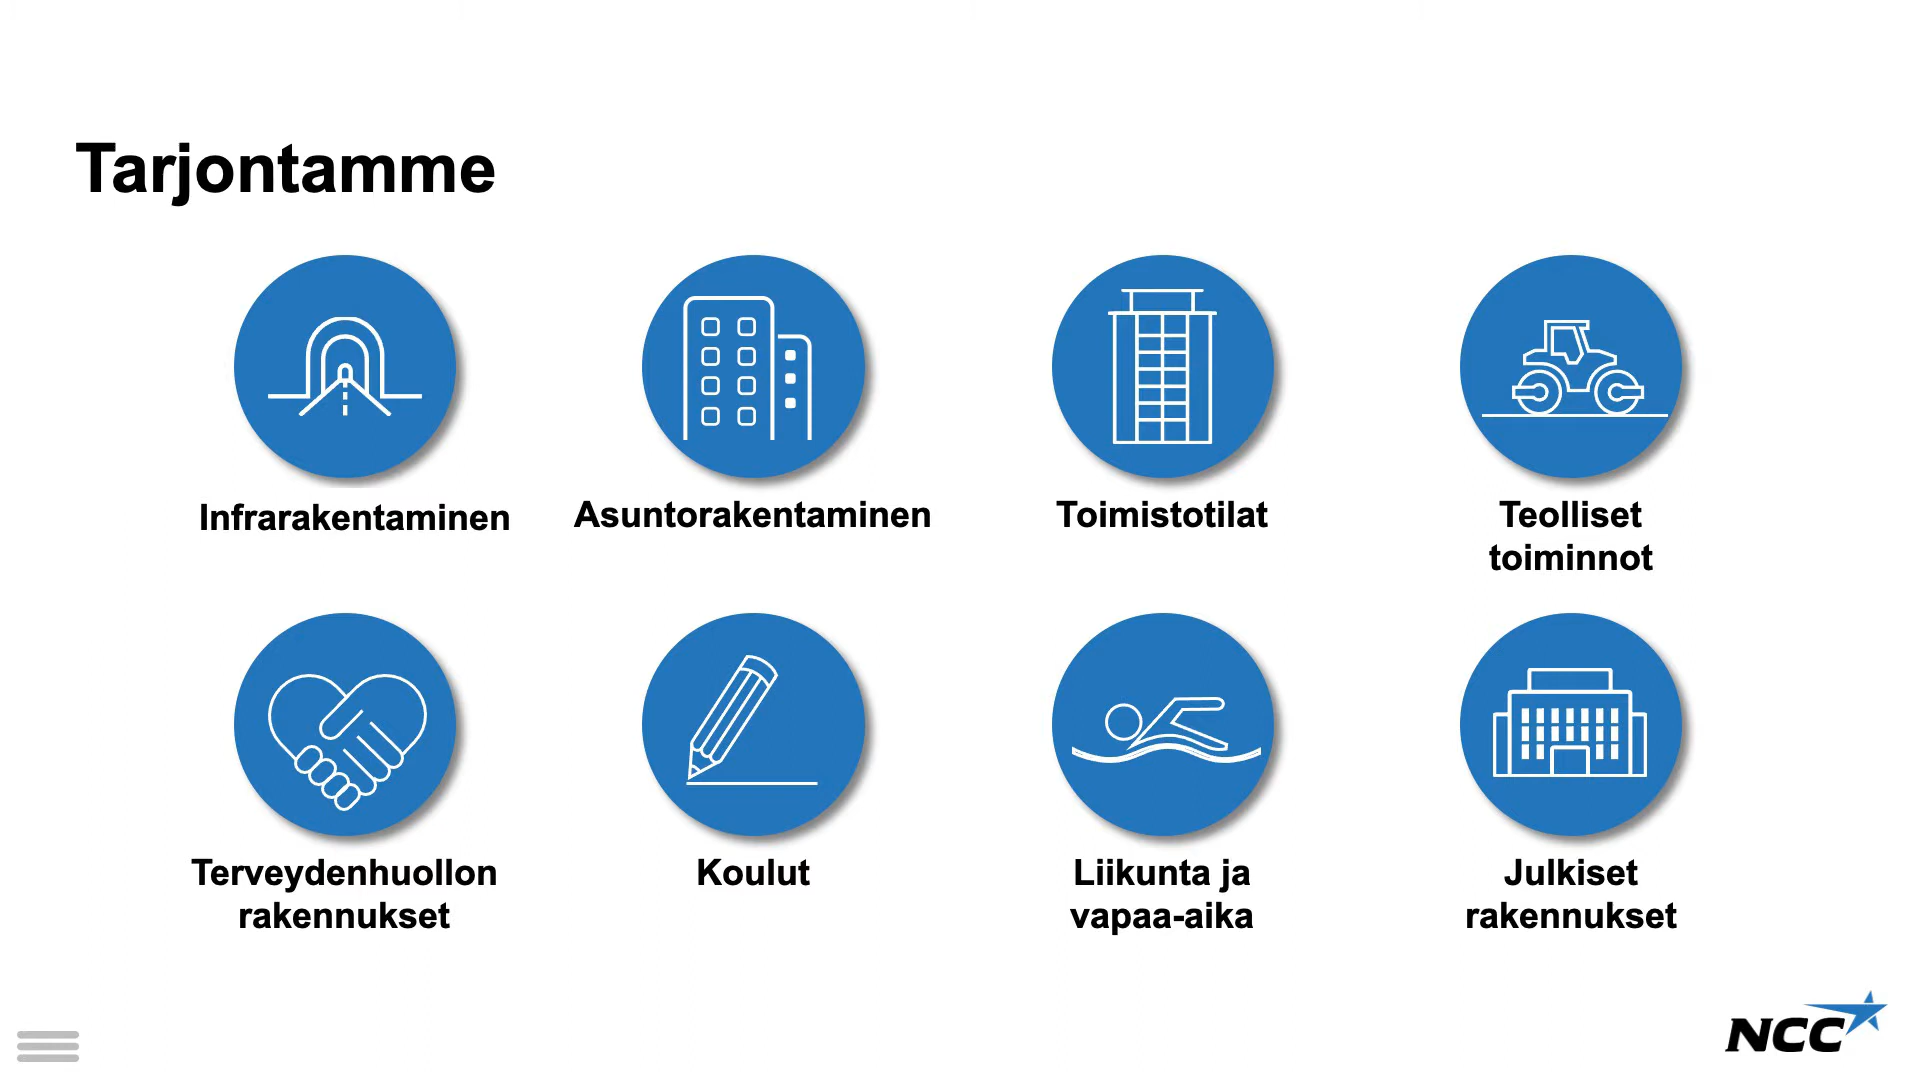 Tarjontamme
Infrarakentaminen
Asuntorakentaminen
Toimistotilat
Teolliset
toiminnot
Terveydenhuollon
rakennukset
Koulut
Liikunta ja
vapaa-aika
Julkiset
rakennukset
NCC